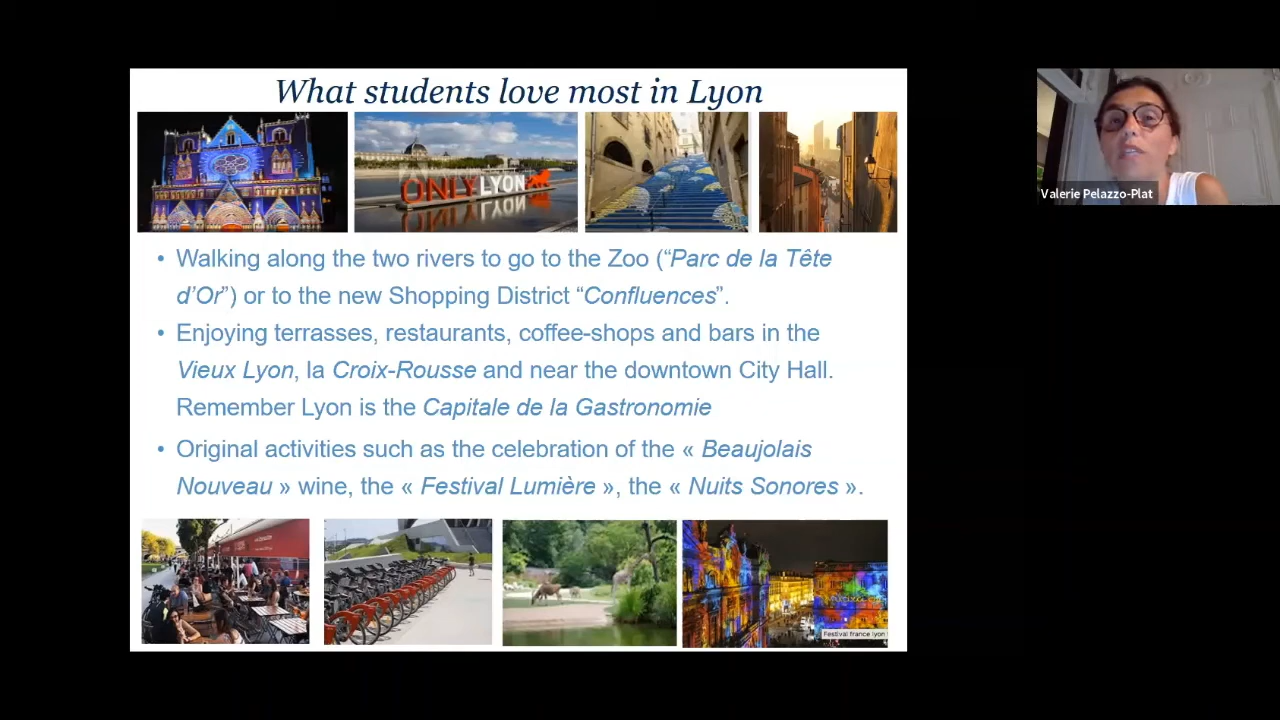 What students love most in Lyon
ONLYLYON
• Walking along the two rivers to go to the Zoo (“Parc de la Tête
d’Or”) or to the new Shopping District “Confluences”.
• Enjoying terrasses, restaurants, coffee-shops and bars in the
Vieux Lyon, la Croix-Rousse and near the downtown City Hall.
Remember Lyon is the Capitale de la Gastronomie
• Original activities such as the celebration of the « Beaujolais
Nouveau » wine, the « Festival Lumière », the « Nuits Sonores ».
Festival france lyon
Valerie Pelazzo-Plat